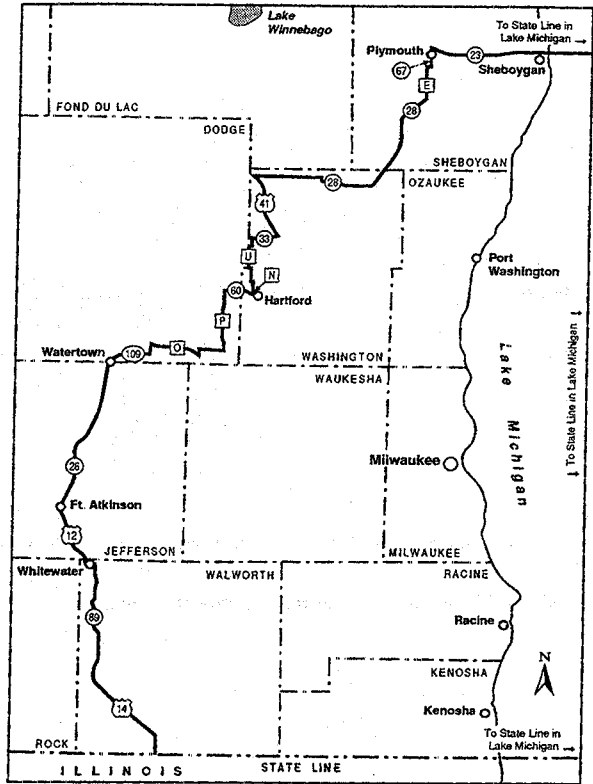 Lake
Winnebago
To State Line in
Lake Michigan →
Plymouth
23
67
Sheboygan
E
28
FOND DU LAC
DODGE
SHEBOYGAN
28
OZAUKEE
41
33
U
N
Port
Washington
60
Hartford
P
Watertown
109
O
WASHINGTON
WAUKESHA
Lake Michigan
To State Line in Lake Michigan
Milwaukee
26
Ft. Atkinson
12
JEFFERSON
MILWAUKEE
Whitewater
WALWORTH
RACINE
89
Racine
N
KENOSHA
14
Kenosha
To State Line in
Lake Michigan →
ROCK
STATE LINE
ILLINOIS